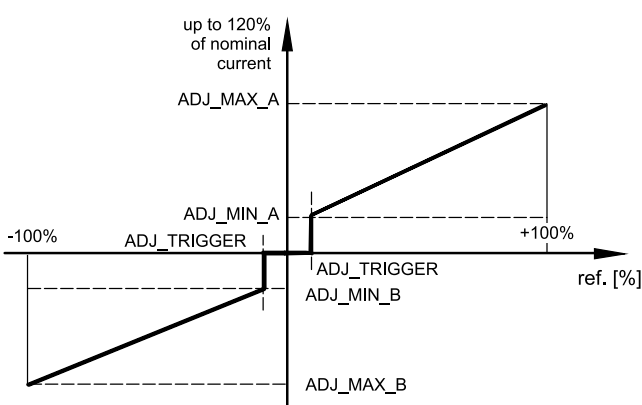 up to 120%
of nominal
current
ADJ_MAX_A
ADJ_MIN_A
-100%
ADJ_TRIGGER
+100%
ADJ_TRIGGER
ref. [%]
ADJ_MIN_B
ADJ_MAX_B